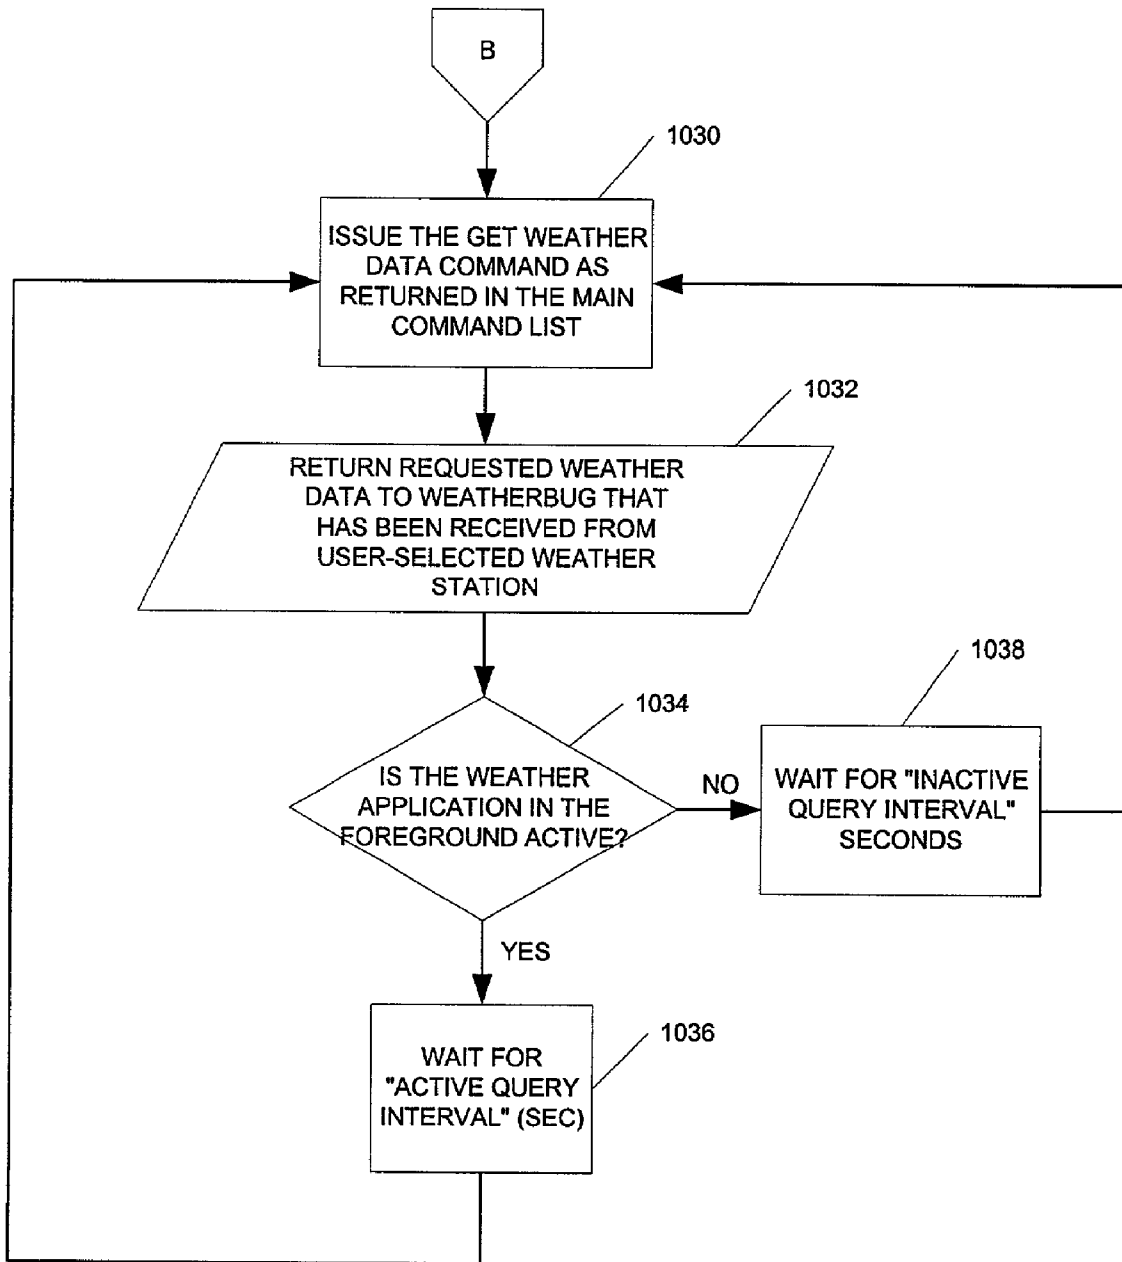 B
1030
ISSUE THE GET WEATHER
DATA COMMAND AS
RETURNED IN THE MAIN
COMMAND LIST
1032
RETURN REQUESTED WEATHER
DATA TO WEATHERBUG THAT
HAS BEEN RECEIVED FROM
USER-SELECTED WEATHER
STATION
1034
IS THE WEATHER
APPLICATION IN THE
FOREGROUND ACTIVE?
NO
1038
WAIT FOR "INACTIVE
QUERY INTERVAL"
SECONDS
YES
1036
WAIT FOR
"ACTIVE QUERY
INTERVAL" (SEC)